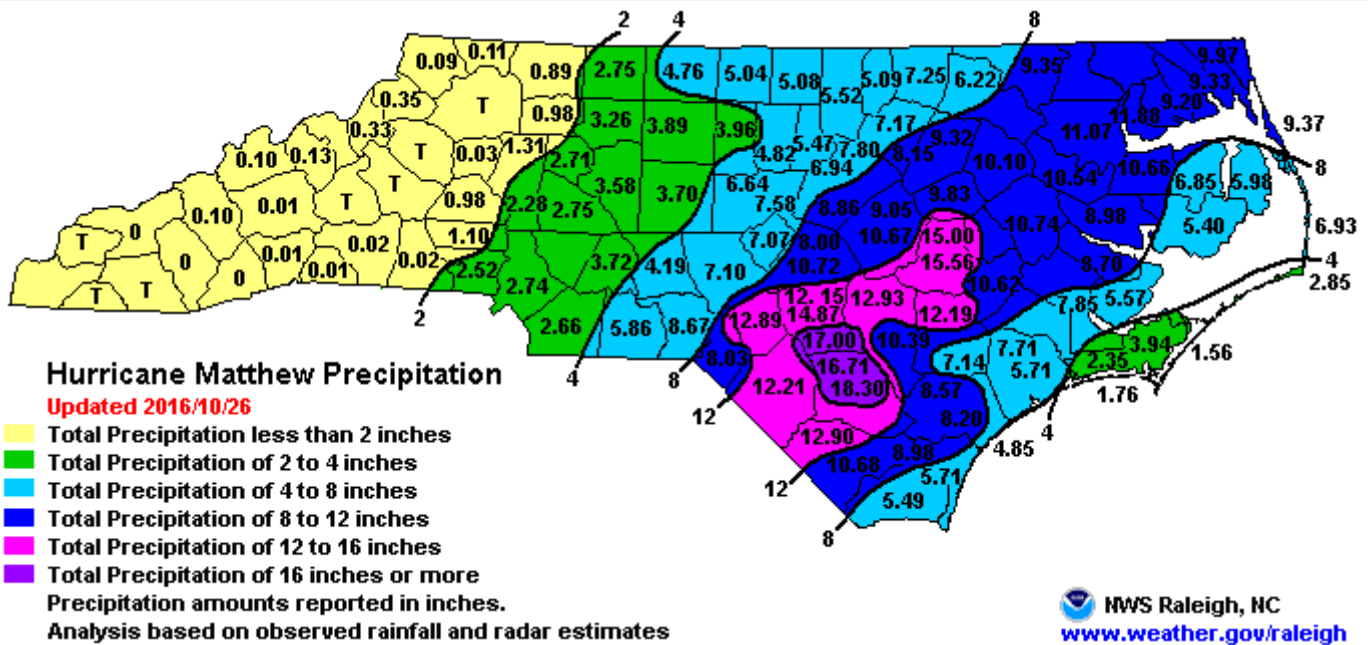 2 4 8
0.09 0.11 0.89 2.75 4.76 5.04 5.08 5.52 5.09 7.25 6.22 9.35 9.97
0.35 T 0.98 3.26 3.89 3.96 7.17 9.32 11.07 11.88 9.20 9.33
0.33 T 0.03 1.31 2.71 4.82 5.47 7.80 8.15 9.37
0.10 0.13 T 0.98 2.28 2.75 3.58 3.70 6.64 6.94 10.10 10.54 10.66 8
0.10 0.01 T 7.58 8.86 9.05 9.83 10.74 8.98 6.85 5.98
T 0 0.02 1.10 7.07 8.00 10.67 15.00 5.40 6.93
0 0 0.01 0.01 0.02 2.52 2.74 3.72 4.19 7.10 10.72 15.56 10.62 8.70 4
T T 2 2.66 5.86 8.67 12.89 12. 15 12.93 12.19 7.85 5.57 2.85
14.87
4 8 8.03 17.00 10.39 7.14 7.71 2.35 3.94 1.56
12 12.21 16.71 8.57 5.71 1.76
18.30 8.20 4
12.90 8.98 4.85
12 10.68 5.71
8 5.49
Hurricane Matthew Precipitation
Updated 2016/10/26
Total Precipitation less than 2 inches
Total Precipitation of 2 to 4 inches
Total Precipitation of 4 to 8 inches
Total Precipitation of 8 to 12 inches
Total Precipitation of 12 to 16 inches
Total Precipitation of 16 inches or more
Precipitation amounts reported in inches.
Analysis based on observed rainfall and radar estimates
NWS Raleigh, NC
www.weather.gov/raleigh